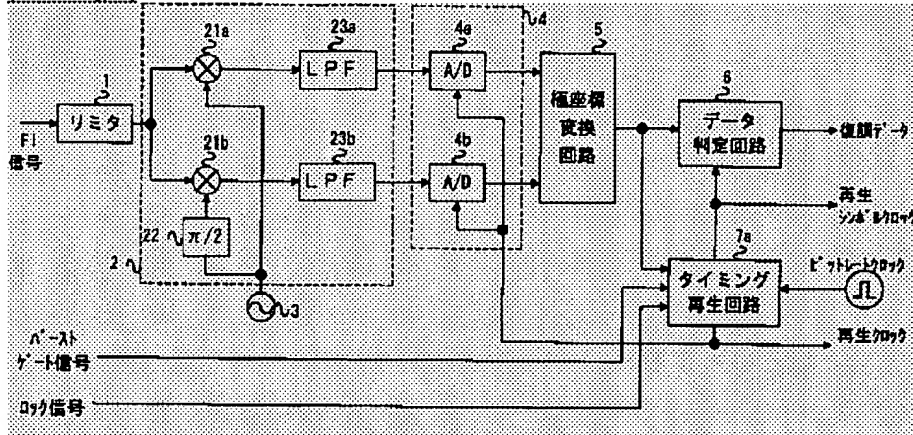 21a
23a
LPF
4a
A/D
4
5
極座標
変換
回路
1
リミタ
FI
信号
21b
23b
LPF
4b
A/D
6
データ
判定回路
復調データ
再生
シンボルクロック
22
π/2
2
3
7a
タイミング
再生回路
ビットレートクロック
再生クロック
バースト
ゲート信号
ロック信号